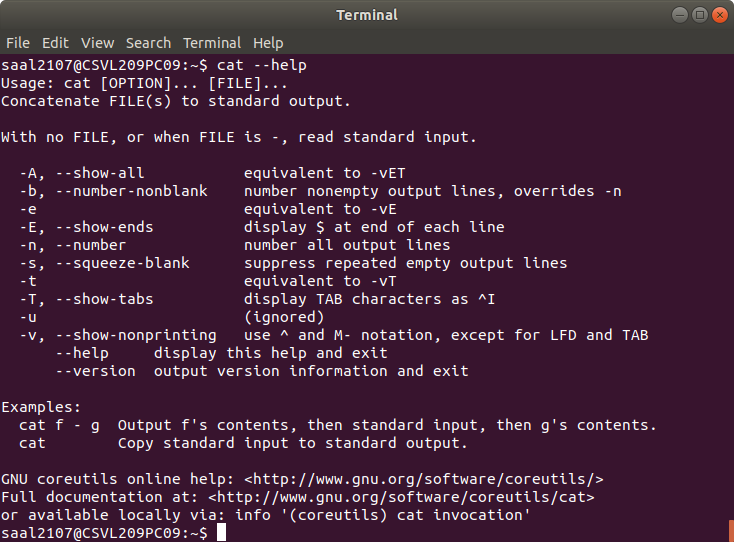 Terminal
File Edit View Search Terminal Help
saal2107@CSVL209PC09:~$ cat --help
Usage: cat [OPTION]... [FILE]...
Concatenate FILE(s) to standard output.

With no FILE, or when FILE is -, read standard input.

  -A, --show-all           equivalent to -vET
  -b, --number-nonblank    number nonempty output lines, overrides -n
  -e                       equivalent to -vE
  -E, --show-ends          display $ at end of each line
  -n, --number             number all output lines
  -s, --squeeze-blank      suppress repeated empty output lines
  -t                       equivalent to -vT
  -T, --show-tabs          display TAB characters as ^I
  -u                       (ignored)
  -v, --show-nonprinting   use ^ and M- notation, except for LFD and TAB
      --help     display this help and exit
      --version  output version information and exit

Examples:
  cat f - g  Output f's contents, then standard input, then g's contents.
  cat        Copy standard input to standard output.

GNU coreutils online help: <http://www.gnu.org/software/coreutils/>
Full documentation at: <http://www.gnu.org/software/coreutils/cat>
or available locally via: info '(coreutils) cat invocation'
saal2107@CSVL209PC09:~$